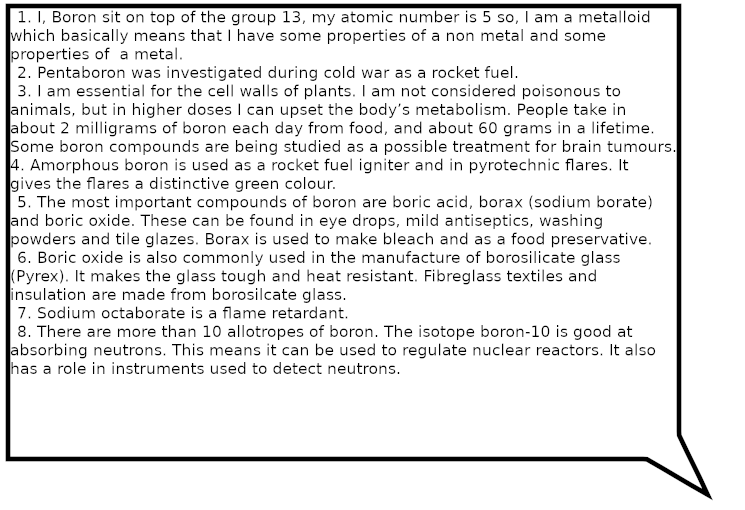 1. I, Boron sit on top of the group 13, my atomic number is 5 so, I am a metalloid
which basically means that I have some properties of a non metal and some
properties of  a metal.
2. Pentaboron was investigated during cold war as a rocket fuel.
3. I am essential for the cell walls of plants. I am not considered poisonous to
animals, but in higher doses I can upset the body’s metabolism. People take in
about 2 milligrams of boron each day from food, and about 60 grams in a lifetime.
Some boron compounds are being studied as a possible treatment for brain tumours.
4. Amorphous boron is used as a rocket fuel igniter and in pyrotechnic flares. It
gives the flares a distinctive green colour.
5. The most important compounds of boron are boric acid, borax (sodium borate)
and boric oxide. These can be found in eye drops, mild antiseptics, washing
powders and tile glazes. Borax is used to make bleach and as a food preservative.
6. Boric oxide is also commonly used in the manufacture of borosilicate glass
(Pyrex). It makes the glass tough and heat resistant. Fibreglass textiles and
insulation are made from borosilcate glass.
7. Sodium octaborate is a flame retardant.
8. There are more than 10 allotropes of boron. The isotope boron-10 is good at
absorbing neutrons. This means it can be used to regulate nuclear reactors. It also
has a role in instruments used to detect neutrons.